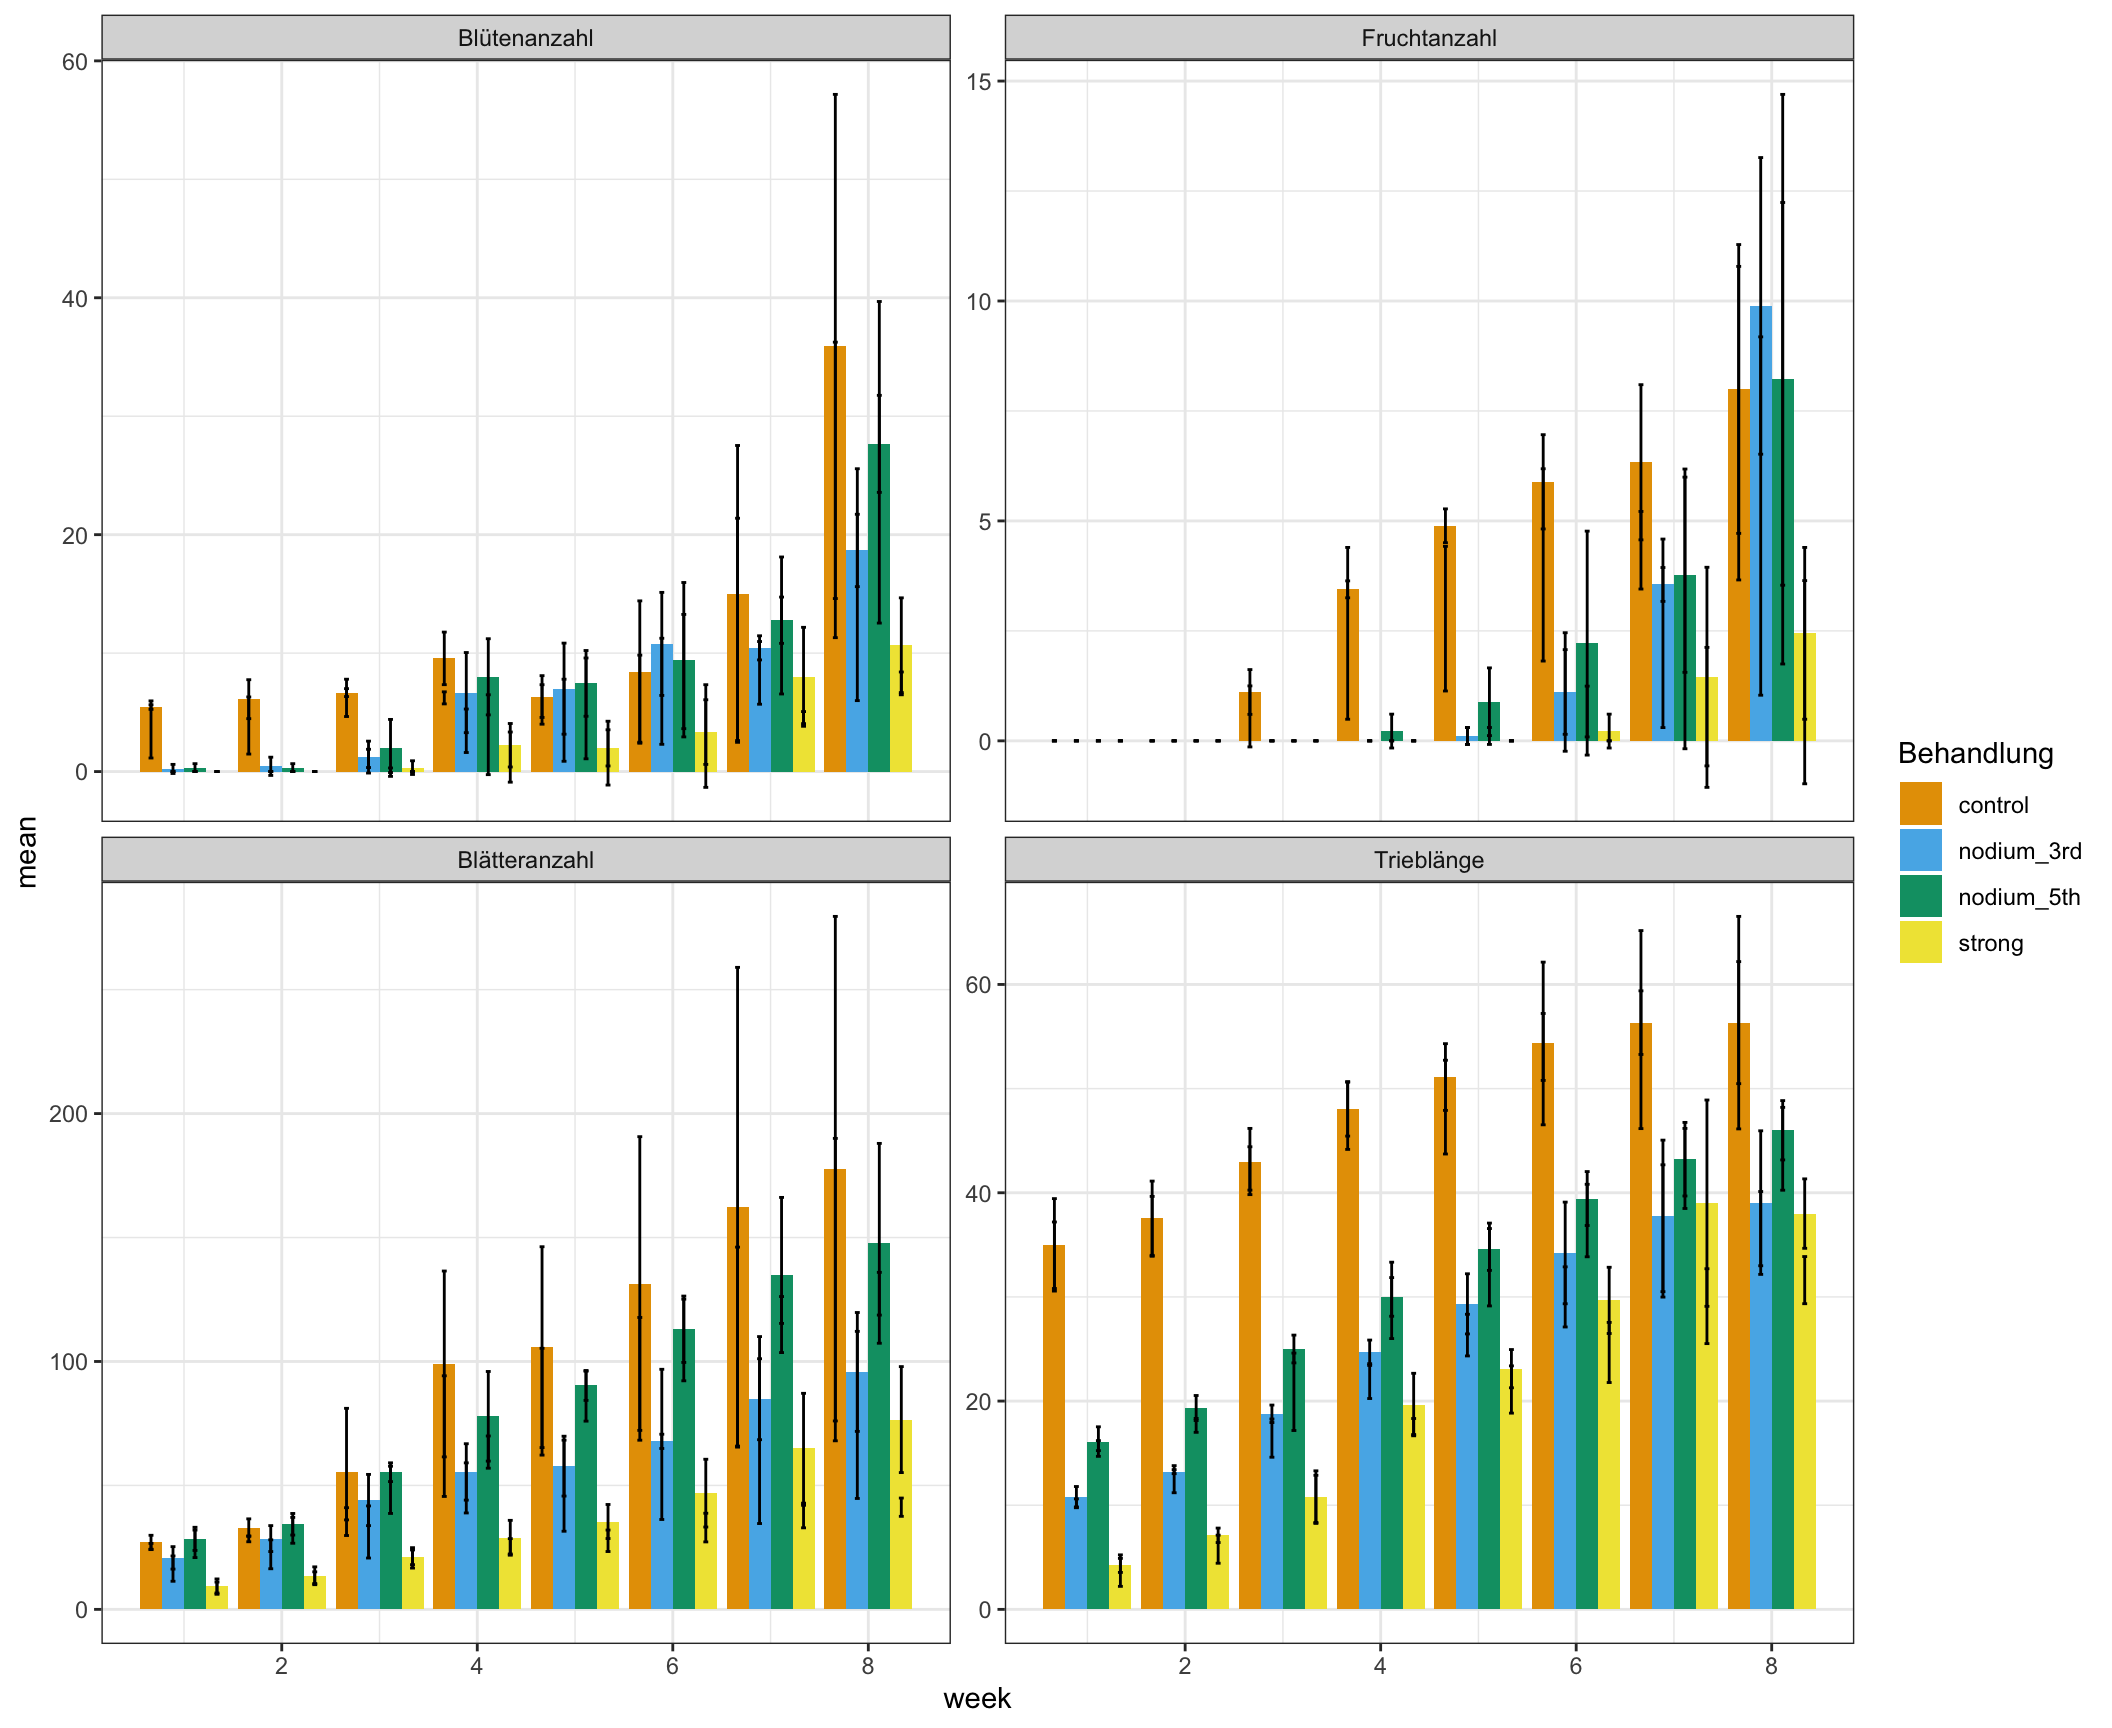 Blütenanzahl
Fruchtanzahl
60
40
20
0
15
10
5
0
Blätteranzahl
Trieblänge
200
100
0
60
40
20
0
2 4 6 8
2 4 6 8
week
mean
Behandlung
control
nodium_3rd
nodium_5th
strong